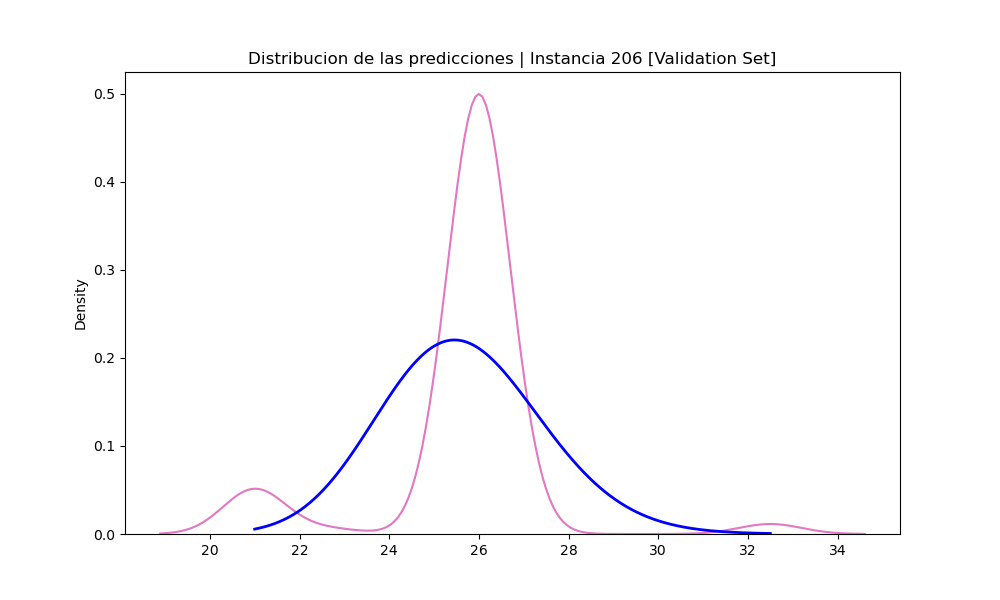 Distribucion de las predicciones | Instancia 206 [Validation Set]
0.5
0.4
0.3
0.2
0.1
0.0
Density
20 22 24 26 28 30 32 34